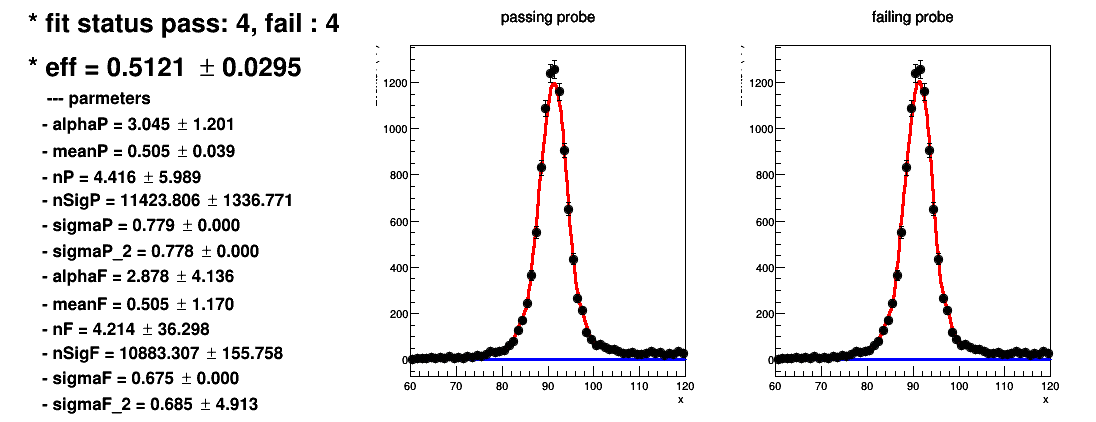 * fit status pass: 4, fail : 4
* eff = 0.5121 ± 0.0295
--- parmeters
- alphaP = 3.045 ± 1.201
- meanP = 0.505 ± 0.039
- nP = 4.416 ± 5.989
- nSigP = 11423.806 ± 1336.771
- sigmaP = 0.779 ± 0.000
- sigmaP_2 = 0.778 ± 0.000
- alphaF = 2.878 ± 4.136
- meanF = 0.505 ± 1.170
- nF = 4.214 ± 36.298
- nSigF = 10883.307 ± 155.758
- sigmaF = 0.675 ± 0.000
- sigmaF_2 = 0.685 ± 4.913
passing probe
1200
1000
800
600
400
200
0
60 70 80 90 100 110 120
x
failing probe
1200
1000
800
600
400
200
0
60 70 80 90 100 110 120
x